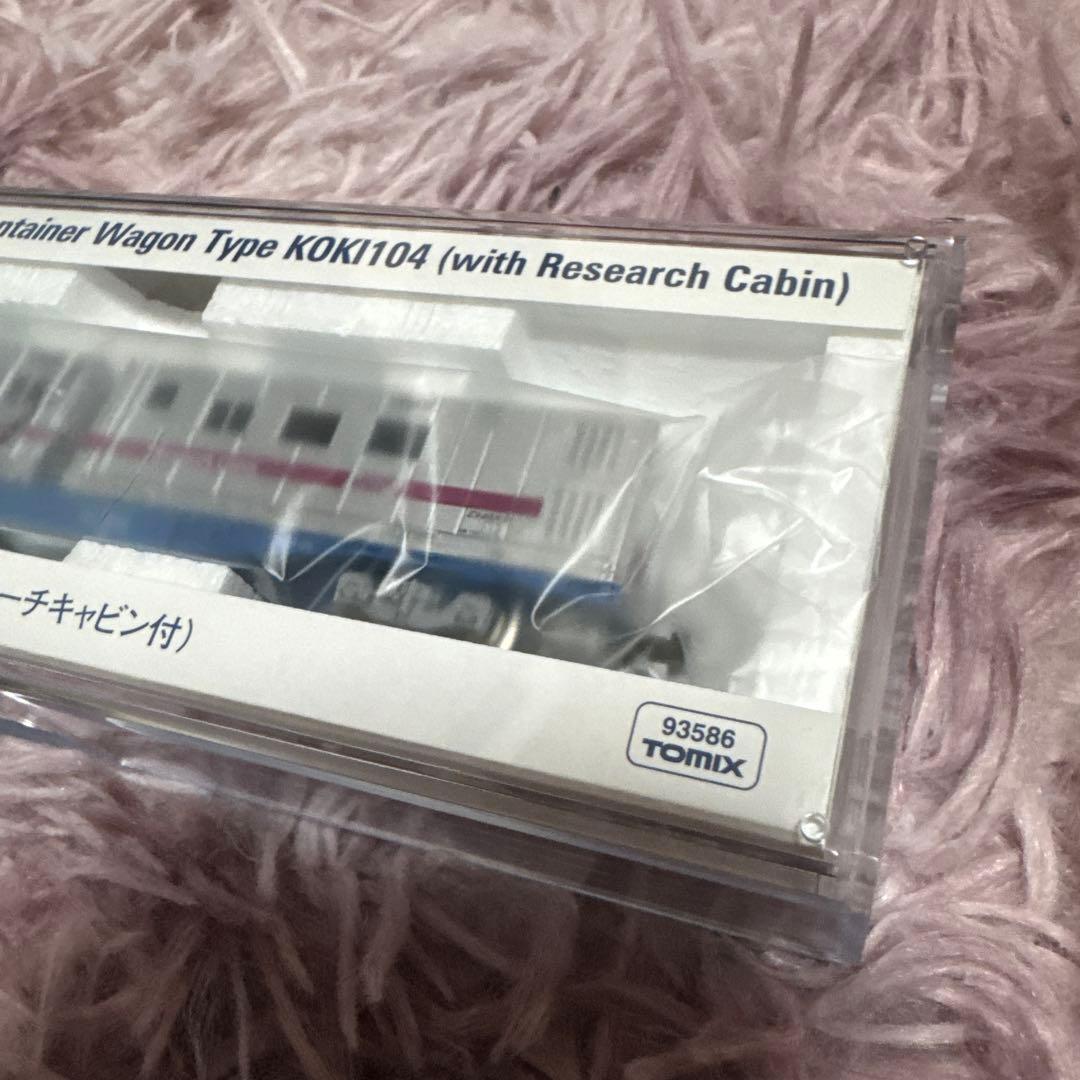 ntainer Wagon Type KOKI104 (with Research Cabin)
ーチキャビン付)
93586
TOMIX